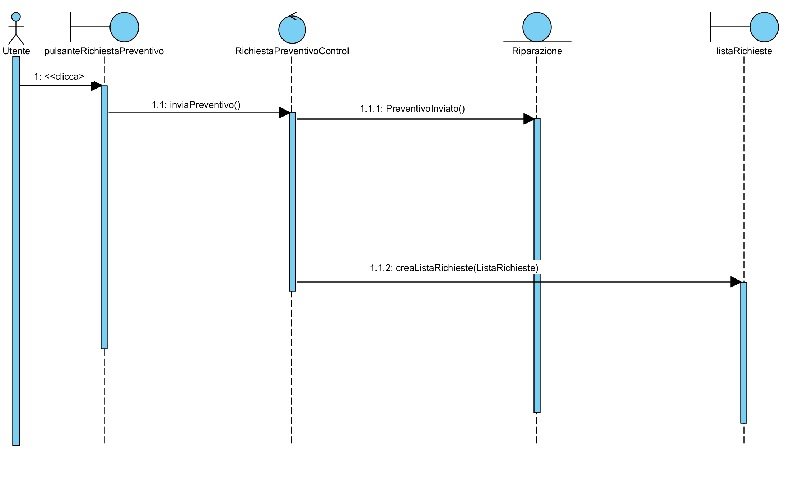 Utente
pulsanteRichiestaPreventivo
RichiestaPreventivoControl
Riparazione
listaRichieste
1: <<clicca>
1.1: inviaPreventivo()
1.1.1: PreventivoInviato()
1.1.2: creaListaRichieste(ListaRichieste)